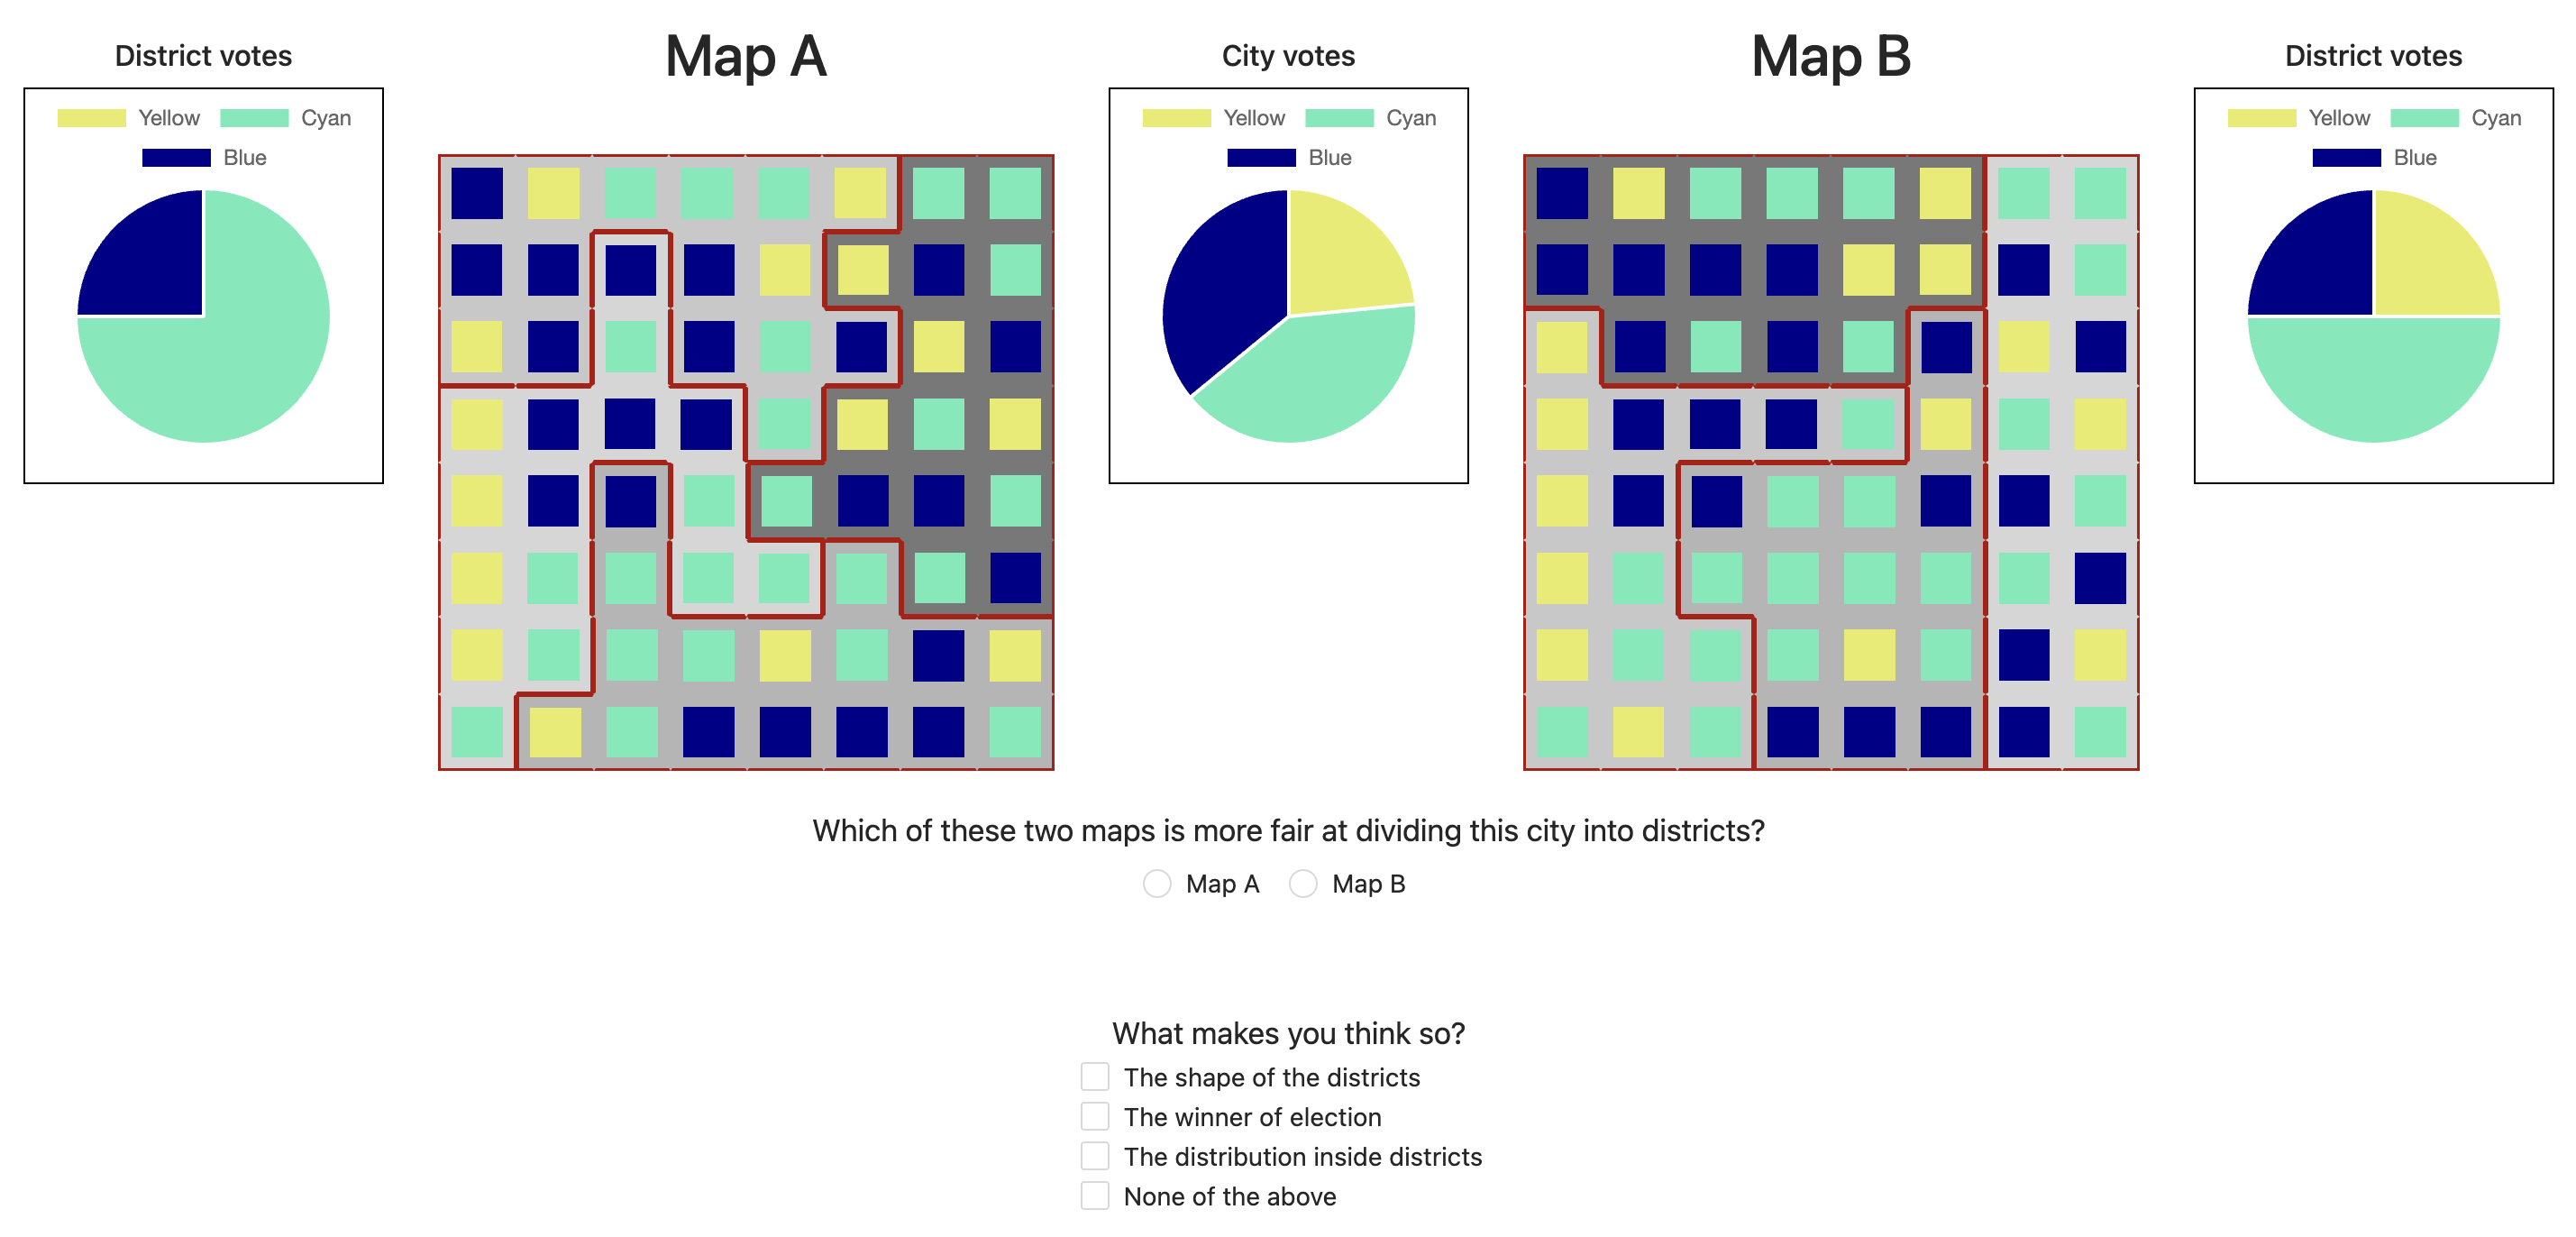 District votes
Yellow Cyan
Blue
Map A
City votes
Yellow Cyan
Blue
Map B
District votes
Yellow Cyan
Blue
Which of these two maps is more fair at dividing this city into districts?
Map A Map B
What makes you think so?
The shape of the districts
The winner of election
The distribution inside districts
None of the above